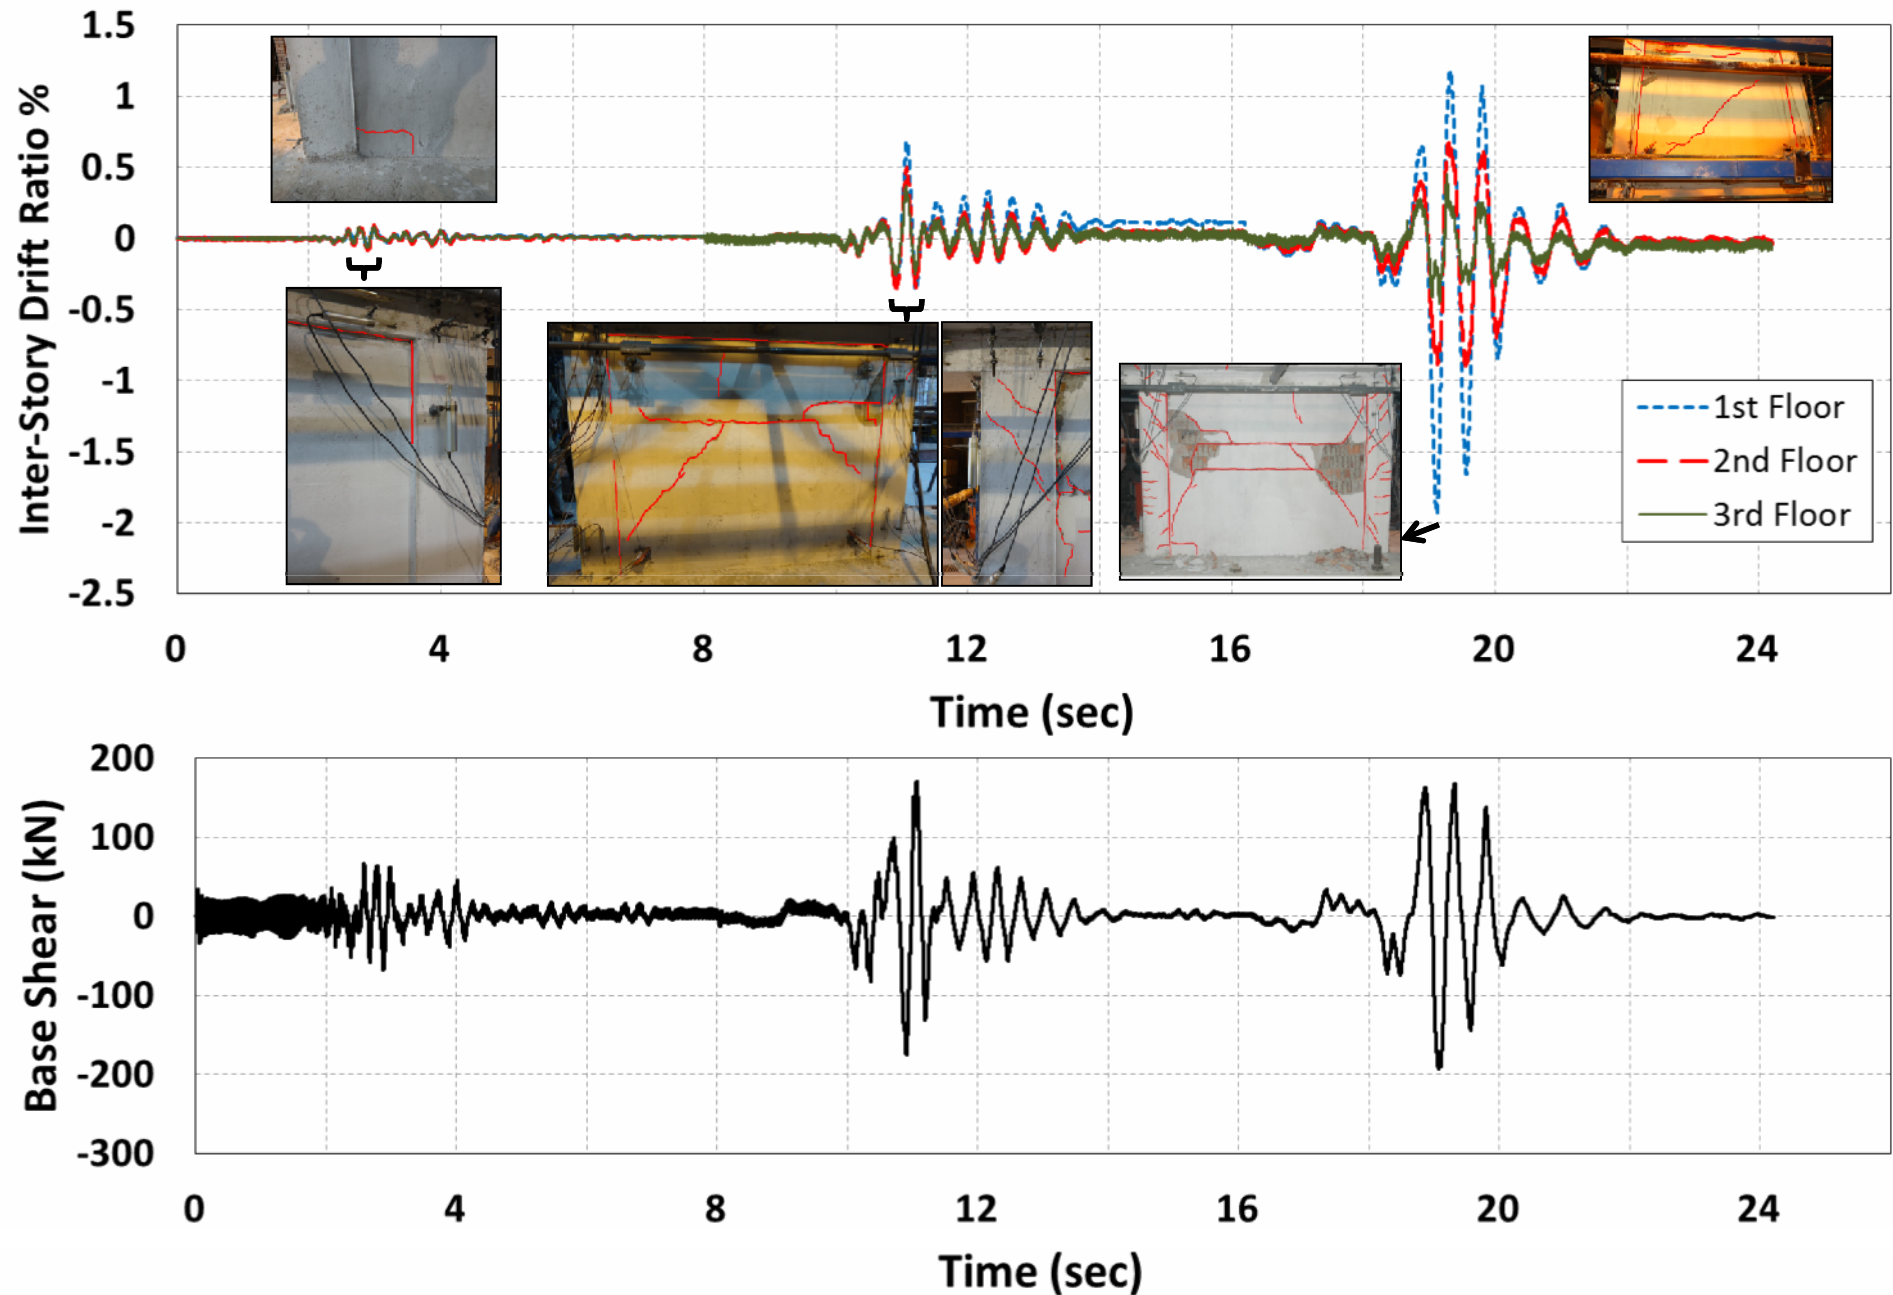 Inter-Story Drift Ratio %
1.5
1
0.5
0
-0.5
-1
-1.5
-2
-2.5
1st Floor
2nd Floor
3rd Floor
0 4 8 12 16 20 24
Time (sec)
Base Shear (kN)
200
100
0
-100
-200
-300
0 4 8 12 16 20 24
Time (sec)